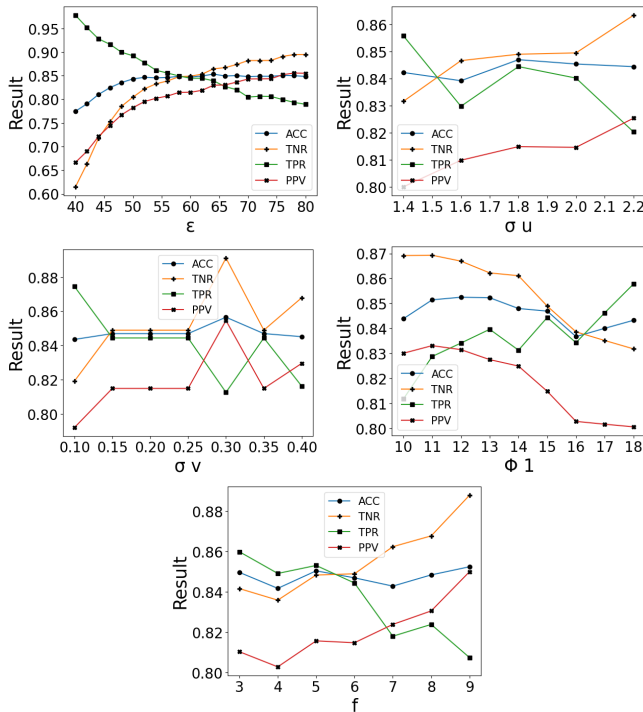 Result
0.95
0.90
0.85
0.80
0.75
0.70
0.65
0.60
ACC
TNR
TPR
PPV
40 45 50 55 60 65 70 75 80
ε
Result
0.86
0.85
0.84
0.83
0.82
0.81
0.80
ACC
TNR
TPR
PPV
1.4 1.5 1.6 1.7 1.8 1.9 2.0 2.1 2.2
σ u
Result
0.88
0.86
0.84
0.82
0.80
ACC
TNR
TPR
PPV
0.10 0.15 0.20 0.25 0.30 0.35 0.40
σ v
Result
0.87
0.86
0.85
0.84
0.83
0.82
0.81
0.80
ACC
TNR
TPR
PPV
10 11 12 13 14 15 16 17 18
Φ 1
Result
0.88
0.86
0.84
0.82
0.80
ACC
TNR
TPR
PPV
3 4 5 6 7 8 9
f